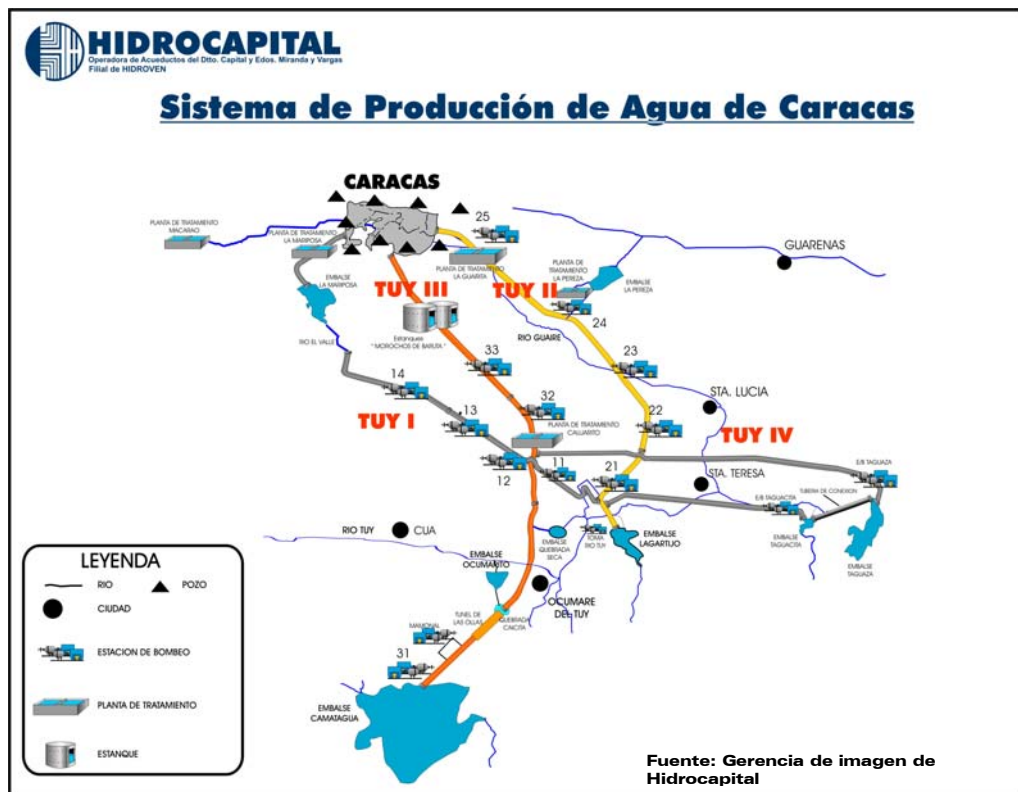 HIDROCAPITAL
Operadora de Acueductos del Dtto. Capital y Edos. Miranda y Vargas
Filial de HIDROVEN
Sistema de Producción de Agua de Caracas
CARACAS
25
PLANTA DE TRATAMIENTO
MACARAO
PLANTA DE TRATAMIENTO
LA MARIPOSA
GUARENAS
PLANTA DE TRATAMIENTO
LA GUAIRITA
PLANTA DE
TRATAMIENTO
LA PEREZA
EMBALSE
LA PEREZA
EMBALSE
LA MARIPOSA
TUY III
TUY II
Estanques
"MOROCHOS DE BARUTA"
RIO GUAIRE
24
RIO EL VALLE
33
23
14
STA. LUCIA
TUY I
13
32
22
TUY IV
PLANTA DE TRATAMIENTO
CAUJARITO
12
11
21
STA. TERESA
E/B TAGUAZA
TUBERIA DE CONEXION
E/B TAGUACITA
RIO TUY
CUA
EMBALSE
QUEBRADA
SECA
TOMA
RIO TUY
EMBALSE
LAGARTIJO
EMBALSE
TAGUACITA
EMBALSE
TAGUAZA
EMBALSE
OCUMARITO
OCUMARE
DEL TUY
TUNEL DE
LAS OLLAS
QUEBRADA
CAICITA
MAMONAL
31
EMBALSE
CAMATAGUA
LEYENDA
RIO
POZO
CIUDAD
ESTACION DE BOMBEO
PLANTA DE TRATAMIENTO
ESTANQUE
Fuente: Gerencia de imagen de
Hidrocapital